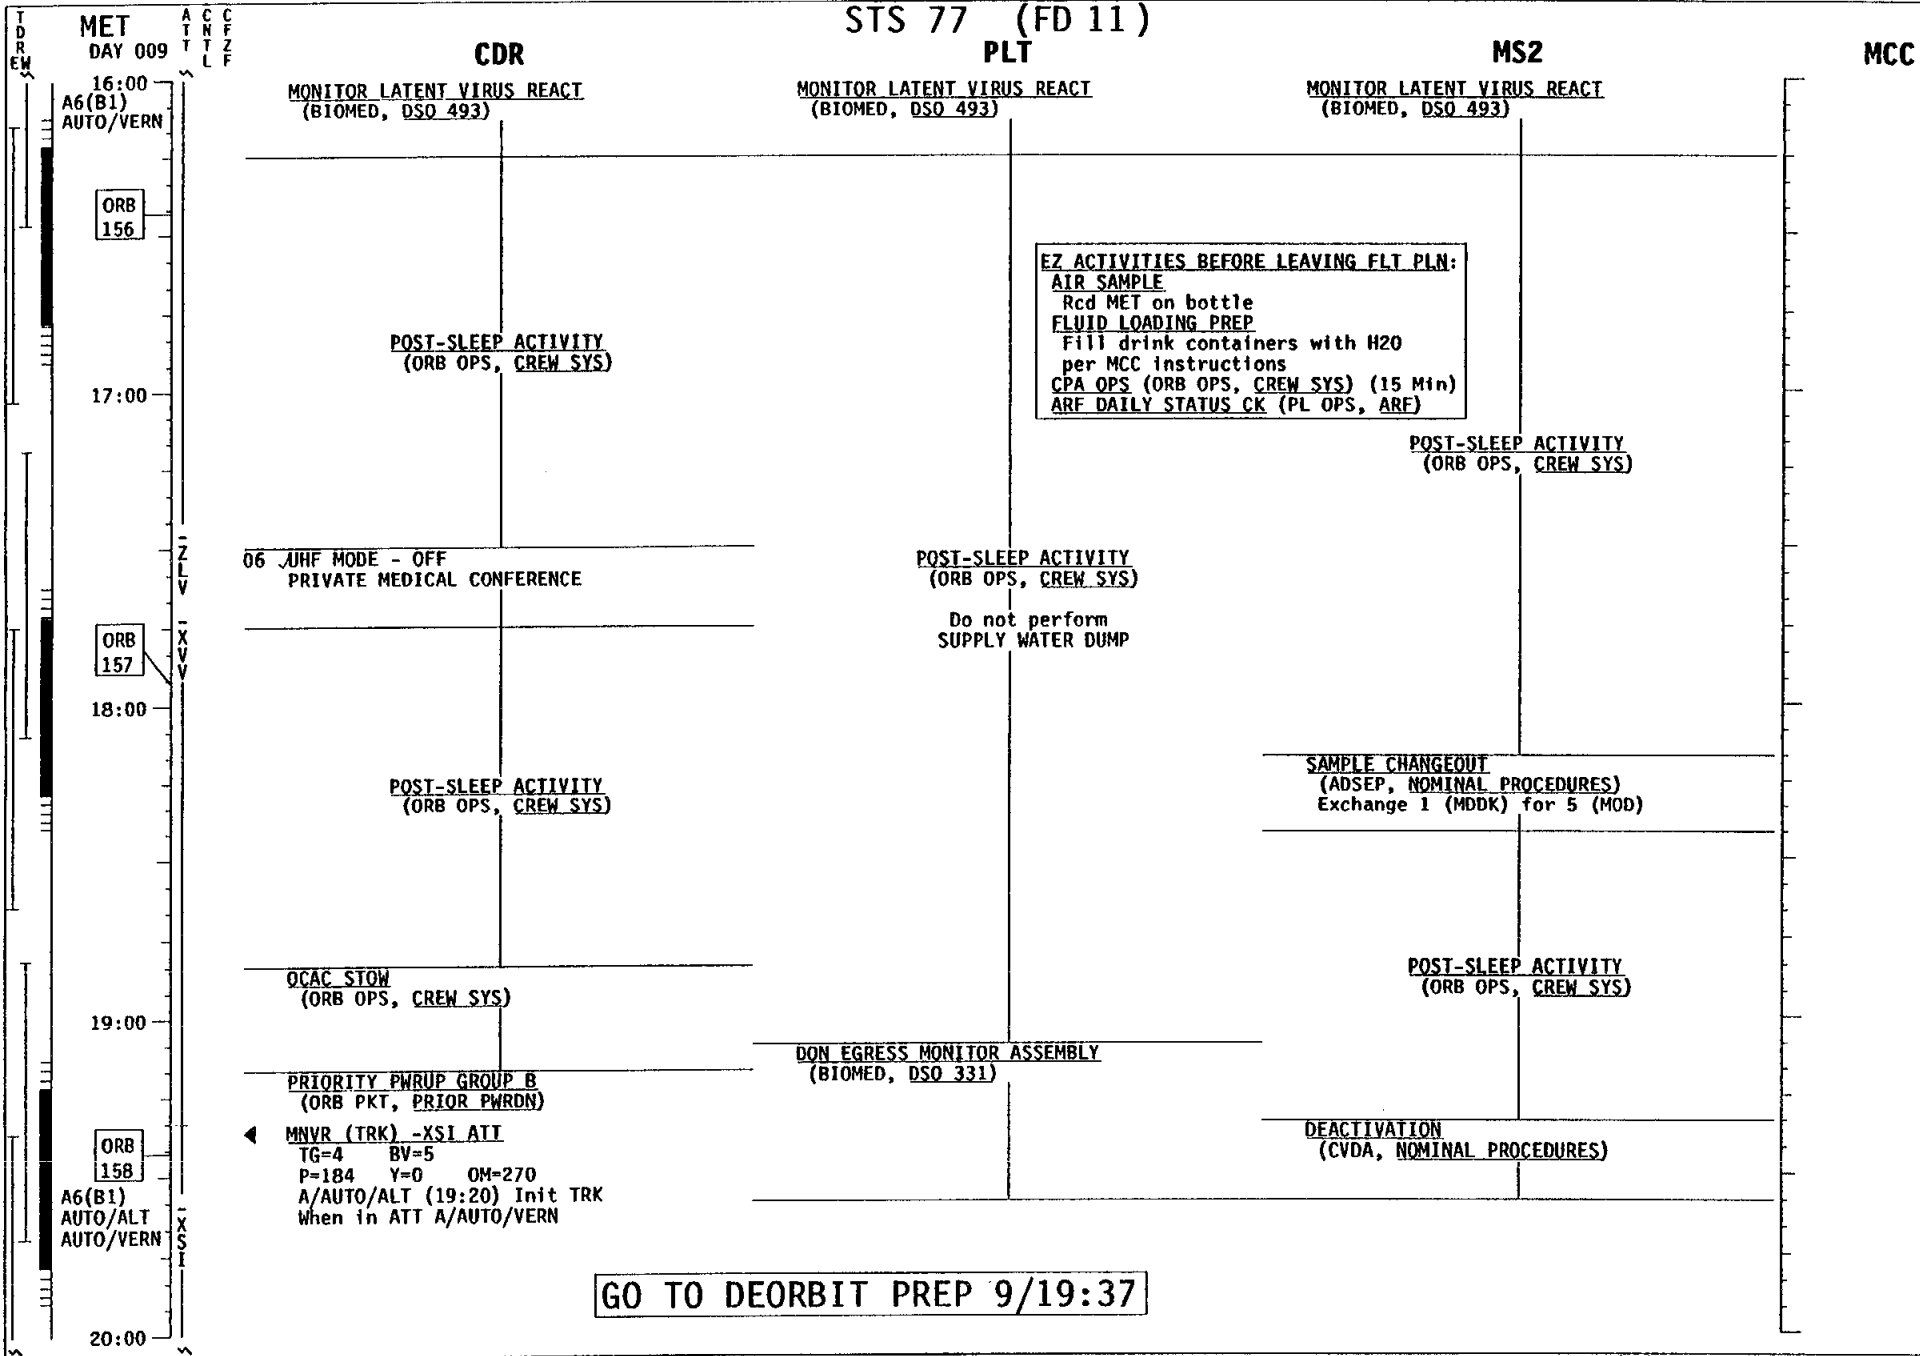 STS 77 (FD 11)
TDRE W
MET
DAY 009
ATT
CNTL
CFZF
CDR
PLT
MS2
MCC
16:00
A6(B1)
AUTO/VERN
MONITOR LATENT VIRUS REACT
(BIOMED, DSO 493)
MONITOR LATENT VIRUS REACT
(BIOMED, DSO 493)
MONITOR LATENT VIRUS REACT
(BIOMED, DSO 493)
ORB
156
EZ ACTIVITIES BEFORE LEAVING FLT PLN:
AIR SAMPLE
Rcd MET on bottle
FLUID LOADING PREP
Fill drink containers with H2O
per MCC instructions
CPA OPS (ORB OPS, CREW SYS) (15 Min)
ARF DAILY STATUS CK (PL OPS, ARF)
POST-SLEEP ACTIVITY
(ORB OPS, CREW SYS)
17:00
POST-SLEEP ACTIVITY
(ORB OPS, CREW SYS)
-ZLV
06 √UHF MODE - OFF
PRIVATE MEDICAL CONFERENCE
POST-SLEEP ACTIVITY
(ORB OPS, CREW SYS)
Do not perform
SUPPLY WATER DUMP
ORB
157
-XVV
18:00
SAMPLE CHANGEOUT
(ADSEP, NOMINAL PROCEDURES)
Exchange 1 (MDDK) for 5 (MOD)
POST-SLEEP ACTIVITY
(ORB OPS, CREW SYS)
OCAC STOW
(ORB OPS, CREW SYS)
POST-SLEEP ACTIVITY
(ORB OPS, CREW SYS)
19:00
DON EGRESS MONITOR ASSEMBLY
(BIOMED, DSO 331)
PRIORITY PWRUP GROUP B
(ORB PKT, PRIOR PWRDN)
MNVR (TRK) -XSI ATT
TG=4 BV=5
P=184 Y=0 OM=270
A/AUTO/ALT (19:20) Init TRK
When in ATT A/AUTO/VERN
DEACTIVATION
(CVDA, NOMINAL PROCEDURES)
ORB
158
A6(B1)
AUTO/ALT
AUTO/VERN
-XSI
GO TO DEORBIT PREP 9/19:37
20:00